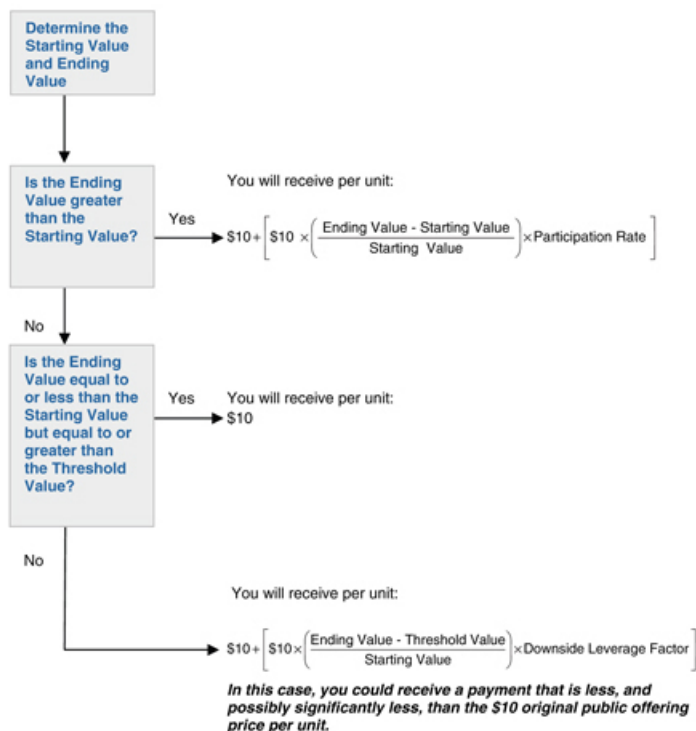 Determine the
Starting Value
and Ending
Value
Is the Ending
Value greater
than the
Starting Value?
Yes
You will receive per unit:
$10+[$10 ×(Ending Value - Starting Value / Starting Value)×Participation Rate]
No
Is the Ending
Value equal to
or less than the
Starting Value
but equal to or
greater than
the Threshold
Value?
Yes
You will receive per unit:
$10
No
You will receive per unit:
$10+[$10×(Ending Value - Threshold Value / Starting Value)×Downside Leverage Factor]
In this case, you could receive a payment that is less, and
possibly significantly less, than the $10 original public offering
price per unit.